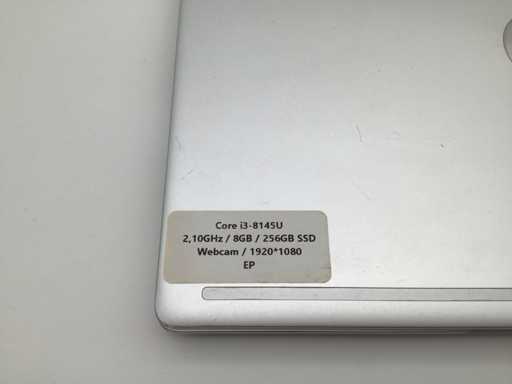 Core i3-8145U
2,10GHz / 8GB / 256GB SSD
Webcam / 1920*1080
EP